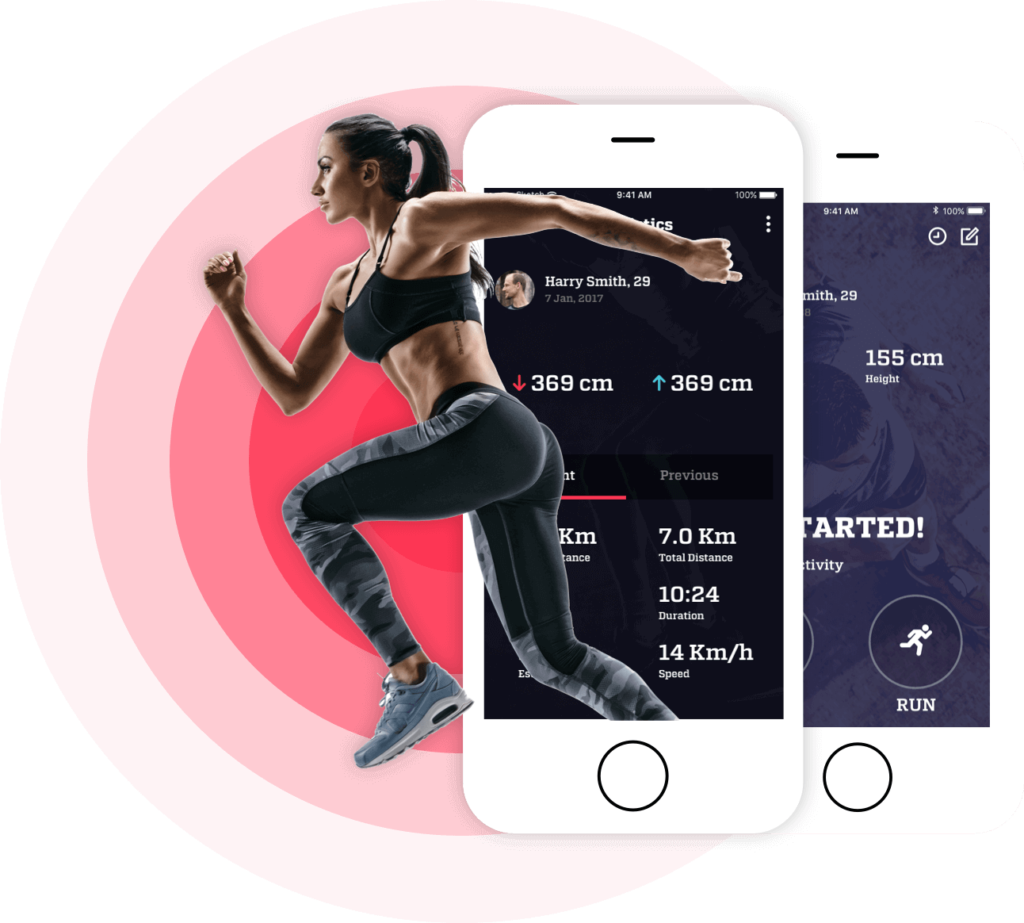 9:41 AM 100%
tics
Harry Smith, 29
7 Jan, 2017
369 cm 369 cm
nt Previous
Km 7.0 Km
tance Total Distance
10:24
Duration
14 Km/h
Es Speed
9:41 AM 100%
mith, 29
8
155 cm
Height
TARTED!
ctivity
RUN